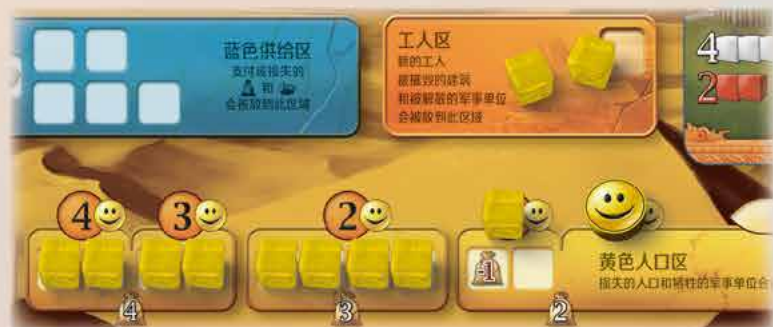 蓝色供给区
支付或损失的
和
会被放到此区域
工人区
新的工人
被摧毁的建筑
和被解散的军事单位
会被放到此区域
4
2
4
3
2
-1
黄色人口区
损失的人口和牺牲的军事单位会
4
3
2